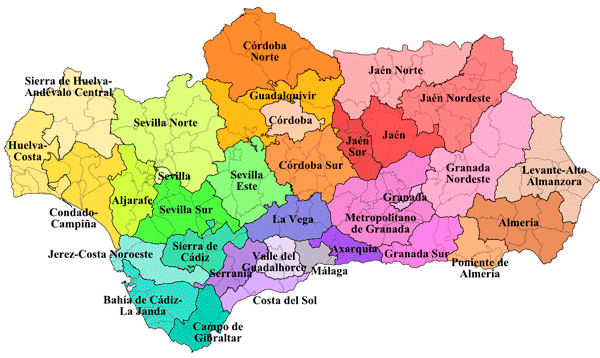 Córdoba
Norte
Jaén Norte
Sierra de Huelva-
Andévalo Central
Guadalquivir
Jaén Nordeste
Córdoba
Sevilla Norte
Jaén
Jaén
Sur
Huelva-
Costa
Córdoba Sur
Granada
Nordeste
Levante-Alto
Almanzora
Sevilla
Sevilla
Este
Aljarafe
Granada
Sevilla Sur
Condado-
Campiña
La Vega
Metropolitano
de Granada
Almería
Jerez-Costa Noroeste
Sierra de
Cádiz
Valle del
Guadalhorce
Axarquía
Granada Sur
Poniente de
Almería
Serranía
Málaga
Bahía de Cádiz-
La Janda
Costa del Sol
Campo de
Gibraltar